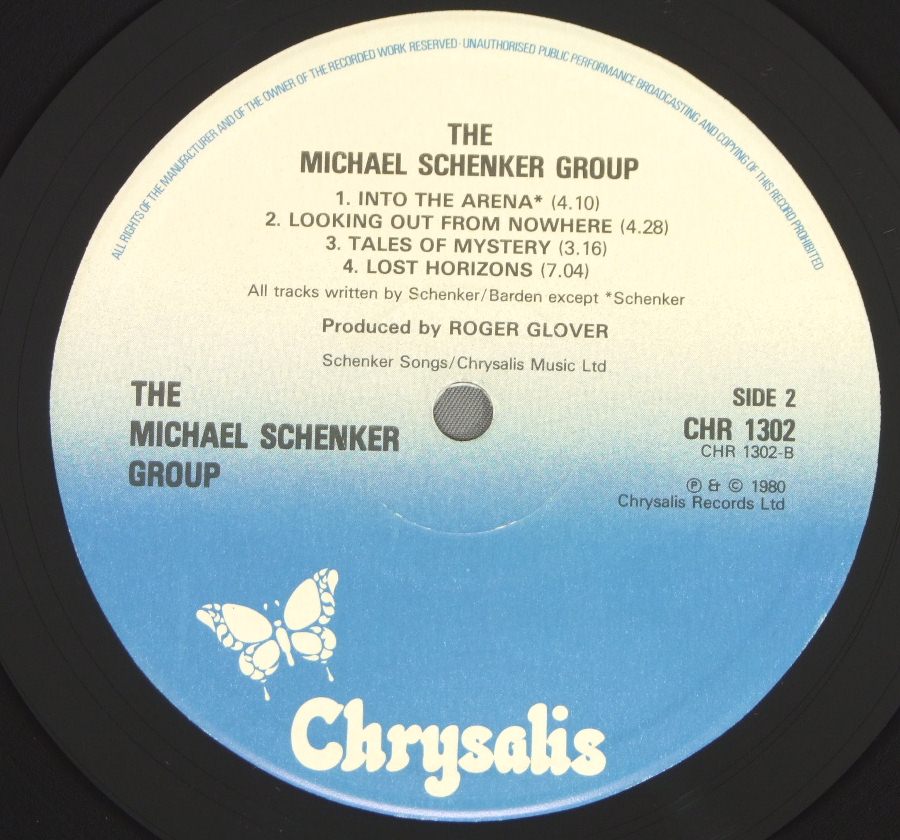 ALL RIGHTS OF THE MANUFACTURER AND OF THE OWNER OF THE RECORDED WORK RESERVED · UNAUTHORISED PUBLIC PERFORMANCE BROADCASTING AND COPYING OF THIS RECORD PROHIBITED
THE
MICHAEL SCHENKER GROUP
1. INTO THE ARENA* (4.10)
2. LOOKING OUT FROM NOWHERE (4.28)
3. TALES OF MYSTERY (3.16)
4. LOST HORIZONS (7.04)
All tracks written by Schenker/Barden except *Schenker
Produced by ROGER GLOVER
Schenker Songs/Chrysalis Music Ltd
THE
MICHAEL SCHENKER
GROUP
SIDE 2
CHR 1302
CHR 1302-B
Ⓟ & © 1980
Chrysalis Records Ltd
Chrysalis